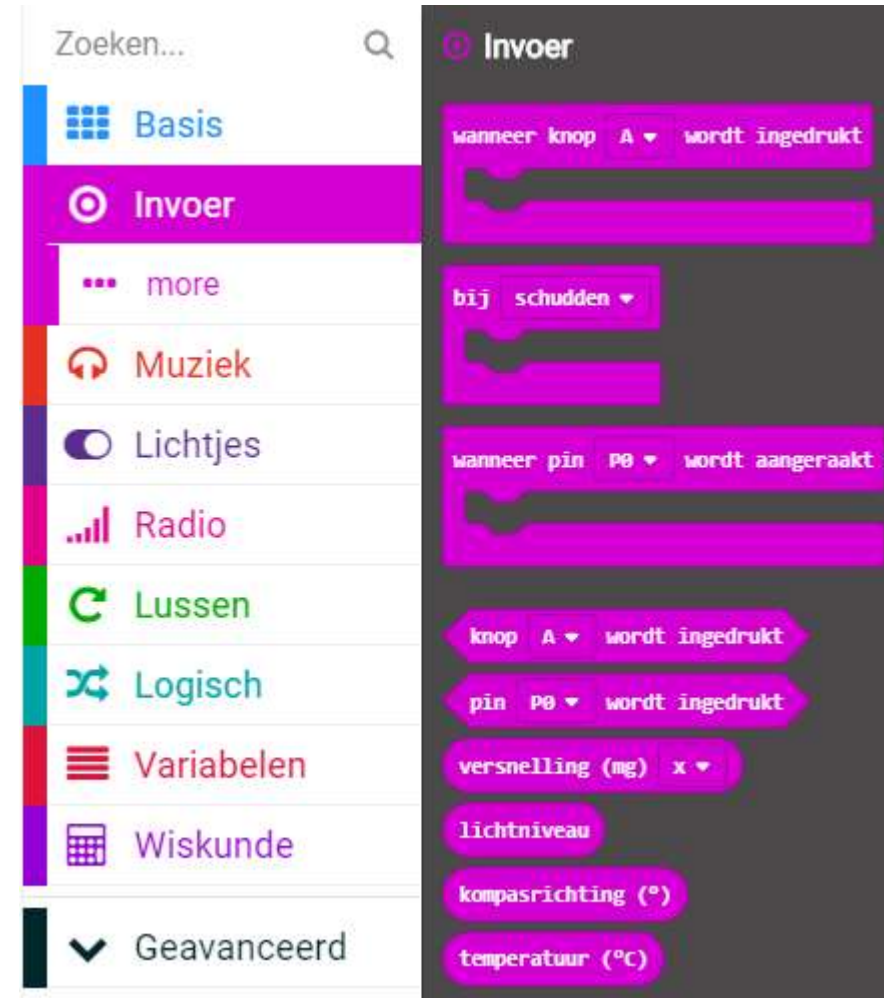 Zoeken...
Basis
Invoer
more
Muziek
Lichtjes
Radio
Lussen
Logisch
Variabelen
Wiskunde
Geavanceerd
Invoer
wanneer knop A wordt ingedrukt
bij schudden
wanneer pin P0 wordt aangeraakt
knop A wordt ingedrukt
pin P0 wordt ingedrukt
versnelling (mg) x
lichtniveau
kompasrichting (°)
temperatuur (°C)